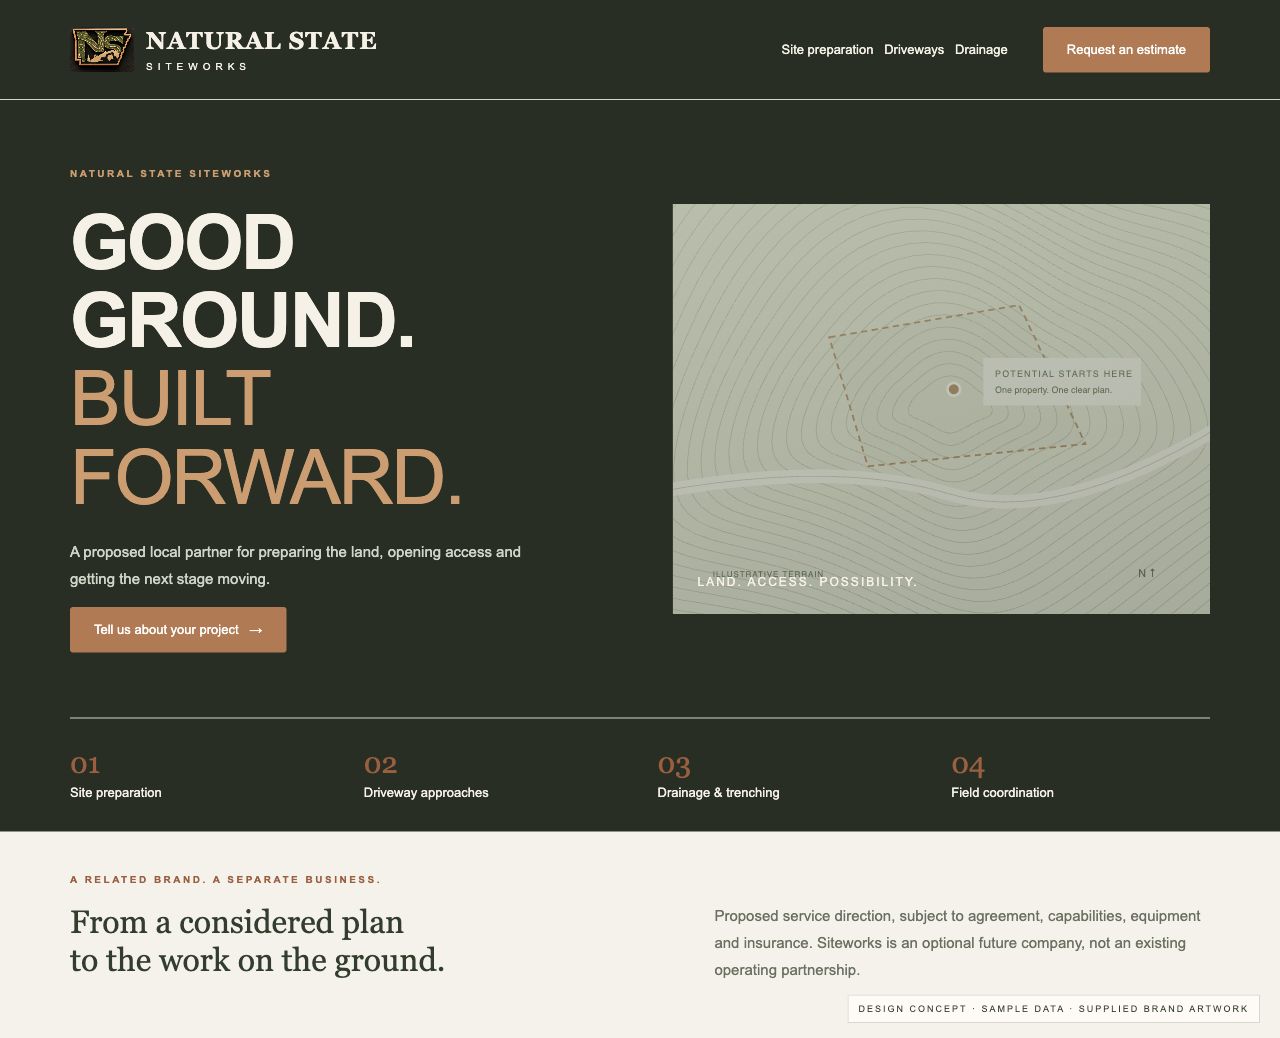 NS
NATURAL STATE
SITEWORKS
Site preparation Driveways Drainage
Request an estimate
NATURAL STATE SITEWORKS
GOOD
GROUND.
BUILT
FORWARD.
A proposed local partner for preparing the land, opening access and
getting the next stage moving.
Tell us about your project →
POTENTIAL STARTS HERE
One property. One clear plan.
ILLUSTRATIVE TERRAIN
LAND. ACCESS. POSSIBILITY.
N↑
01
Site preparation
02
Driveway approaches
03
Drainage & trenching
04
Field coordination
A RELATED BRAND. A SEPARATE BUSINESS.
From a considered plan
to the work on the ground.
Proposed service direction, subject to agreement, capabilities, equipment
and insurance. Siteworks is an optional future company, not an existing
operating partnership.
DESIGN CONCEPT · SAMPLE DATA · SUPPLIED BRAND ARTWORK